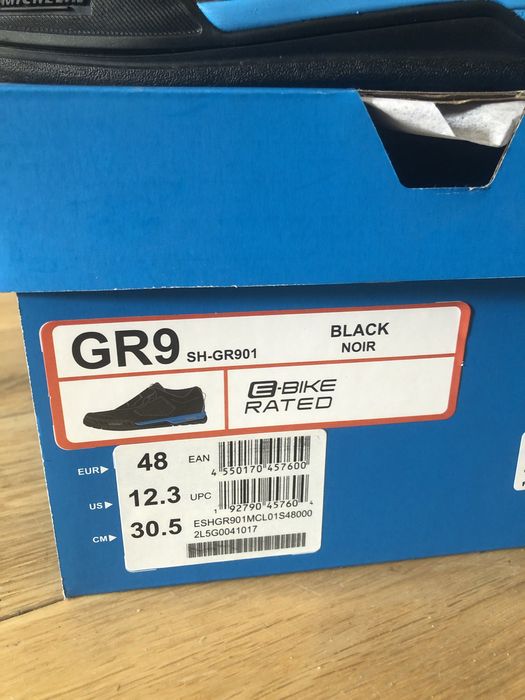 MICHELIN
GR9 SH-GR901
BLACK
NOIR
E-BIKE
RATED
EUR 48
EAN
4 550170 457600
US 12.3
UPC
1 92790 45760 4
CM 30.5
ESHGR901MCL01S48000
2L5G0041017